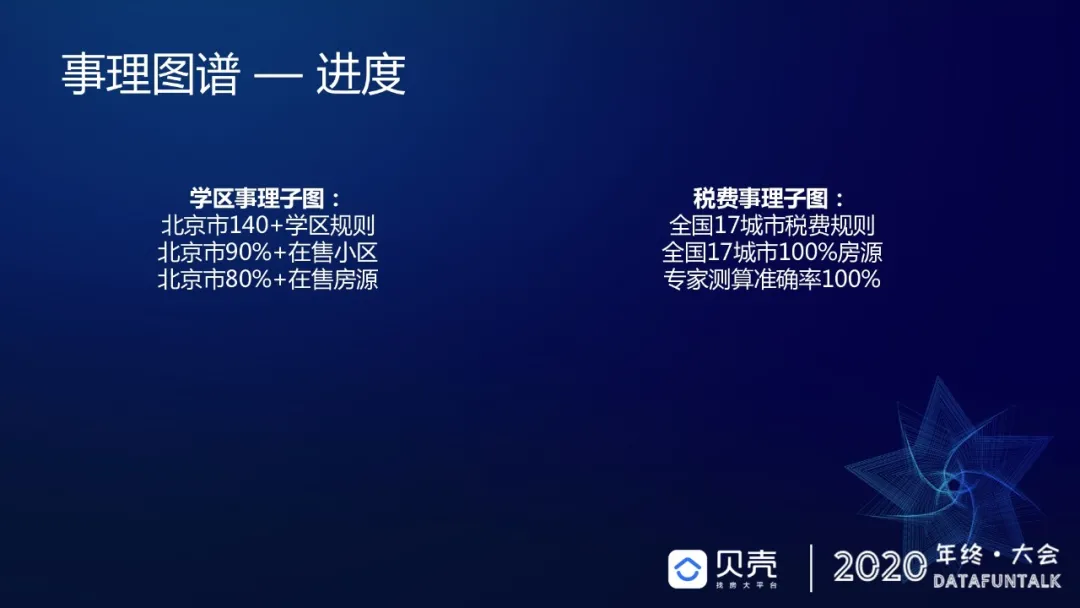 事理图谱 — 进度
学区事理子图：
北京市140+学区规则
北京市90%+在售小区
北京市80%+在售房源
税费事理子图：
全国17城市税费规则
全国17城市100%房源
专家测算准确率100%
贝壳
找房大平台
2020 年终·大会
DATAFUNTALK